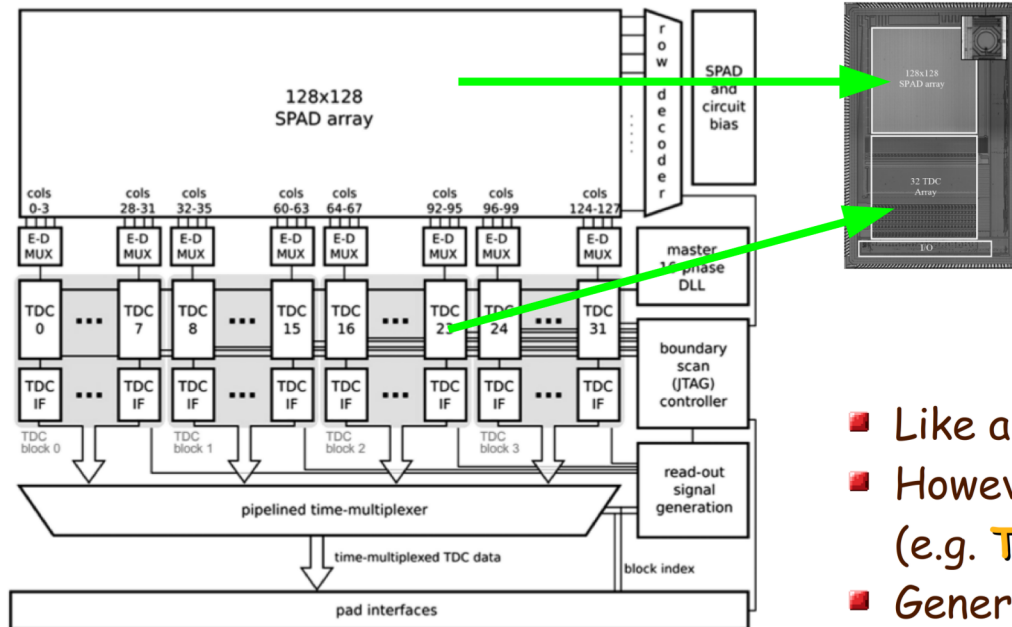 128x128
SPAD array
row decoder
SPAD
and
circuit
bias
cols
0-3
cols
28-31
cols
32-35
cols
60-63
cols
64-67
cols
92-95
cols
96-99
cols
124-127
E-D
MUX
E-D
MUX
E-D
MUX
E-D
MUX
E-D
MUX
E-D
MUX
E-D
MUX
E-D
MUX
master
phase
DLL
TDC
0
...
TDC
7
TDC
8
...
TDC
15
TDC
16
...
TDC
23
TDC
24
...
TDC
31
boundary
scan
(JTAG)
controller
TDC
IF
...
TDC
IF
TDC
IF
...
TDC
IF
TDC
IF
...
TDC
IF
TDC
IF
...
TDC
IF
TDC
block 0
TDC
block 1
TDC
block 2
TDC
block 3
read-out
signal
generation
pipelined time-multiplexer
time-multiplexed TDC data
block index
pad interfaces
128x128
SPAD array
32 TDC
Array
I/O
Like a
(e.g.